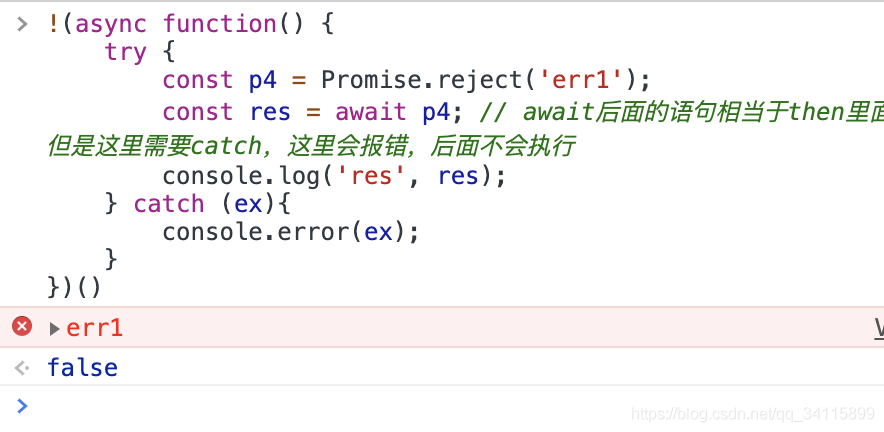 !(async function() {
try {
const p4 = Promise.reject('err1');
const res = await p4; // await后面的语句相当于then里面
但是这里需要catch，这里会报错，后面不会执行
console.log('res', res);
} catch (ex){
console.error(ex);
}
})()
err1
false
https://blog.csdn.net/qq_34115899